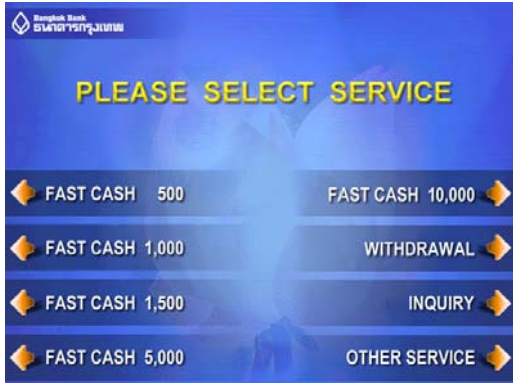 Bangkok Bank
ธนาคารกรุงเทพ
PLEASE SELECT SERVICE
FAST CASH 500
FAST CASH 10,000
FAST CASH 1,000
WITHDRAWAL
FAST CASH 1,500
INQUIRY
FAST CASH 5,000
OTHER SERVICE